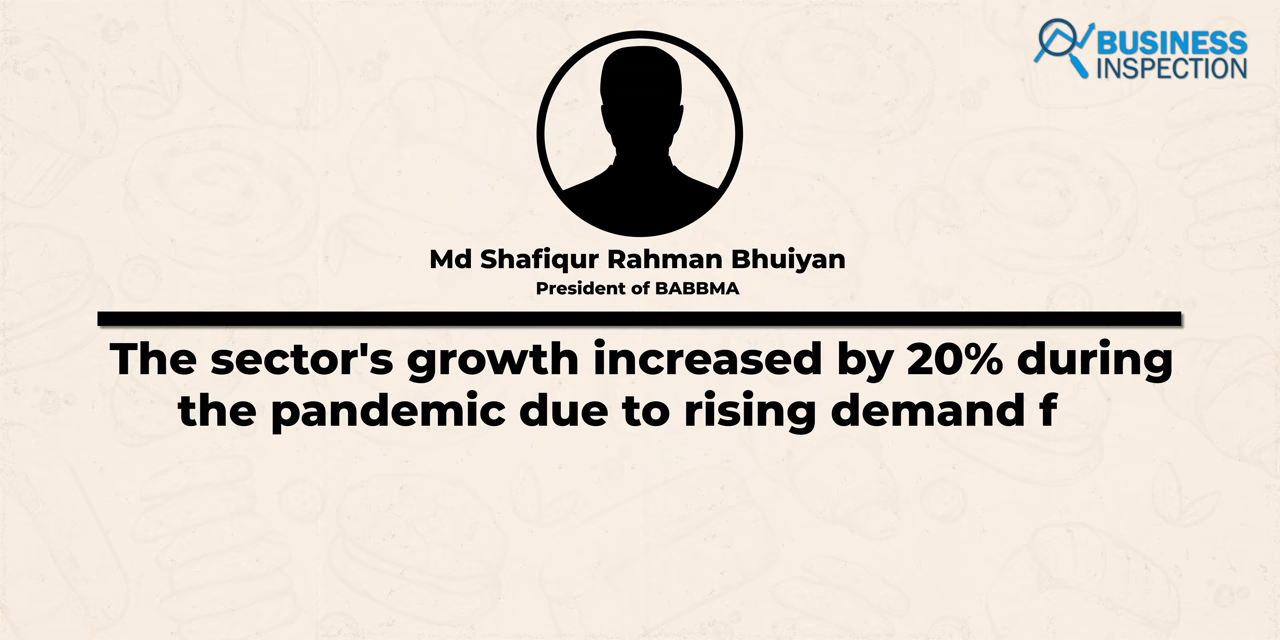 BUSINESS
INSPECTION
Md Shafiqur Rahman Bhuiyan
President of BABBMA
The sector's growth increased by 20% during
the pandemic due to rising demand f